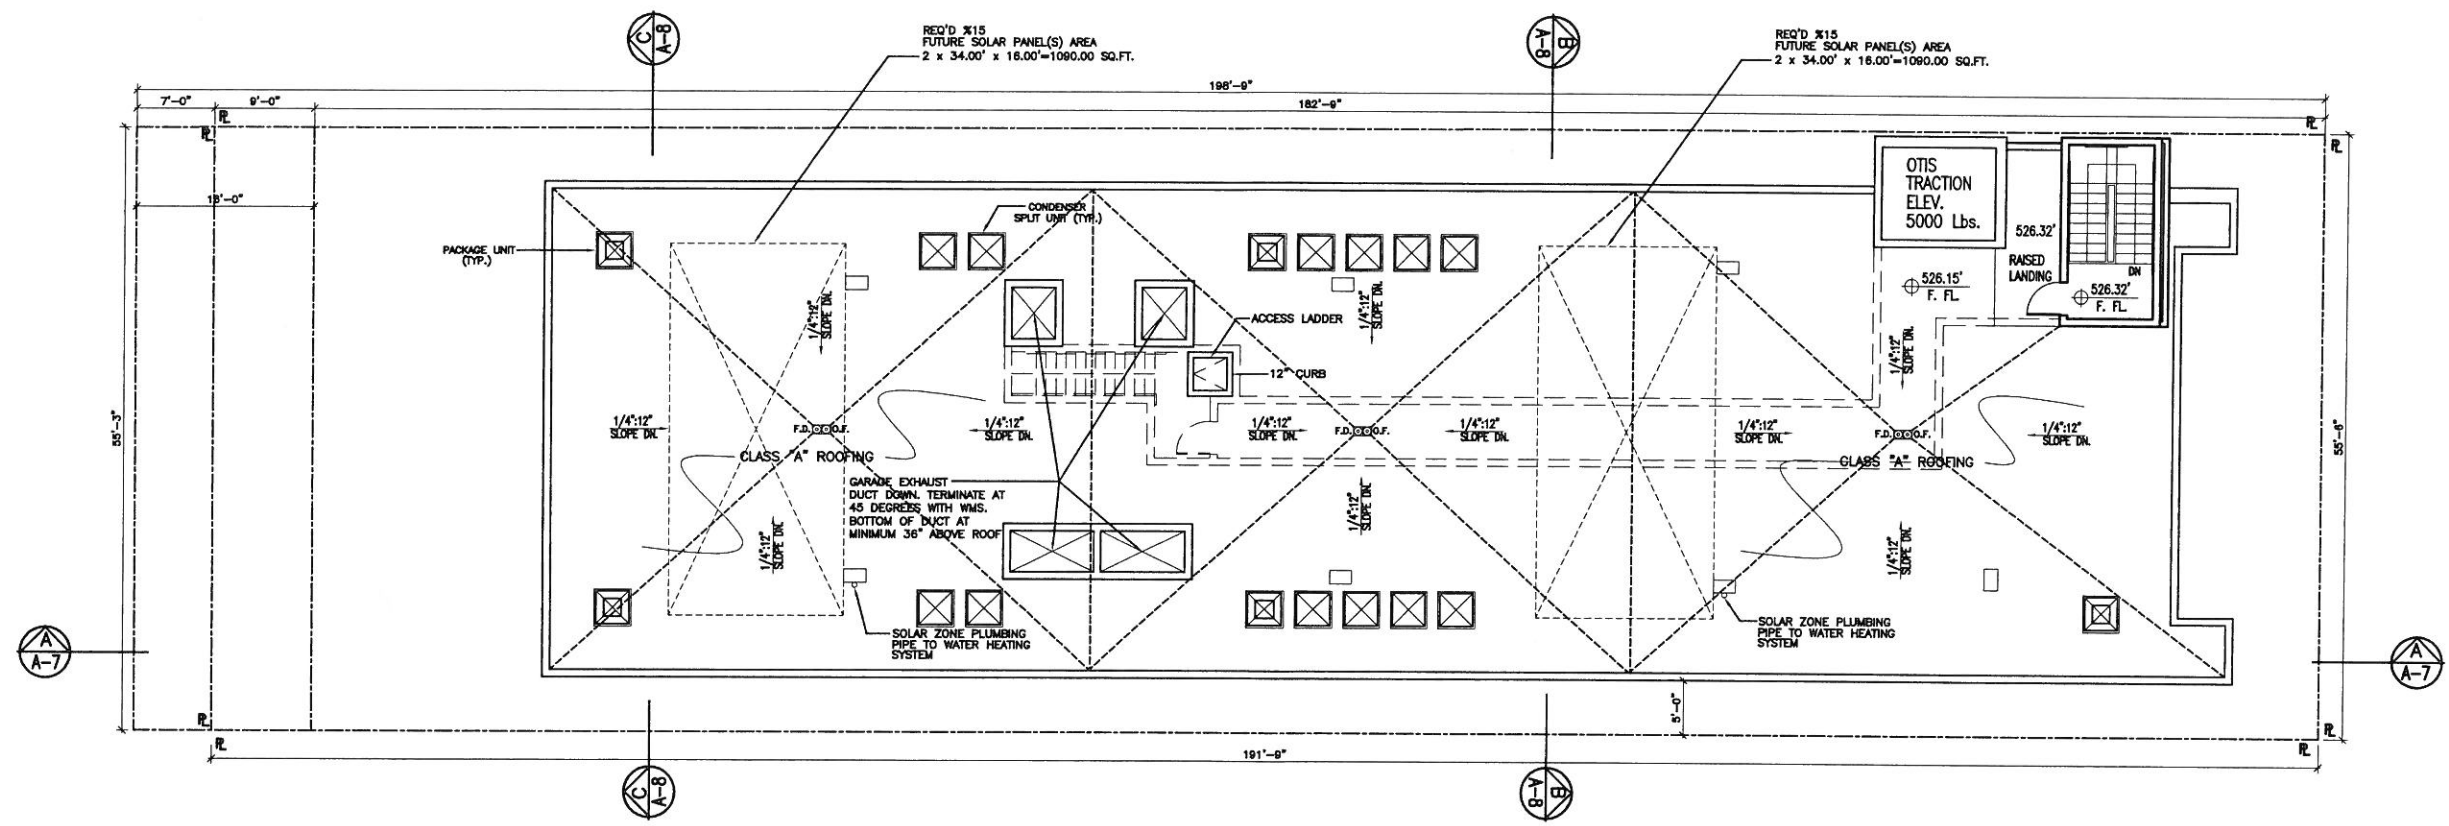 C
A-8
B
A-8
REQ'D %15
FUTURE SOLAR PANEL(S) AREA
2 x 34.00' x 16.00'=1090.00 SQ.FT.
REQ'D %15
FUTURE SOLAR PANEL(S) AREA
2 x 34.00' x 16.00'=1090.00 SQ.FT.
198'-9"
7'-0"
9'-0"
182'-9"
PL
PL
PL
PL
OTIS
TRACTION
ELEV.
5000 Lbs.
CONDENSER
SPLIT UNIT (TYP.)
PACKAGE UNIT
(TYP.)
526.32'
RAISED
LANDING
DN
526.15'
F. FL.
526.32'
F. FL.
1/4":12"
SLOPE DN.
1/4":12"
SLOPE DN.
1/4":12"
SLOPE DN.
ACCESS LADDER
12" CURB
55'-3"
55'-6"
1/4":12"
SLOPE DN.
F.D. O.F.
1/4":12"
SLOPE DN.
1/4":12"
SLOPE DN.
F.D. O.F.
1/4":12"
SLOPE DN.
1/4":12"
SLOPE DN.
F.D. O.F.
1/4":12"
SLOPE DN.
CLASS "A" ROOFING
CLASS "A" ROOFING
GARAGE EXHAUST
DUCT DOWN. TERMINATE AT
45 DEGREES WITH WMS.
BOTTOM OF DUCT AT
MINIMUM 36" ABOVE ROOF
1/4":12"
SLOPE DN.
1/4":12"
SLOPE DN.
1/4":12"
SLOPE DN.
SOLAR ZONE PLUMBING
PIPE TO WATER HEATING
SYSTEM
SOLAR ZONE PLUMBING
PIPE TO WATER HEATING
SYSTEM
A
A-7
A
A-7
5'-0"
PL
PL
PL
PL
191'-9"
C
A-8
B
A-8